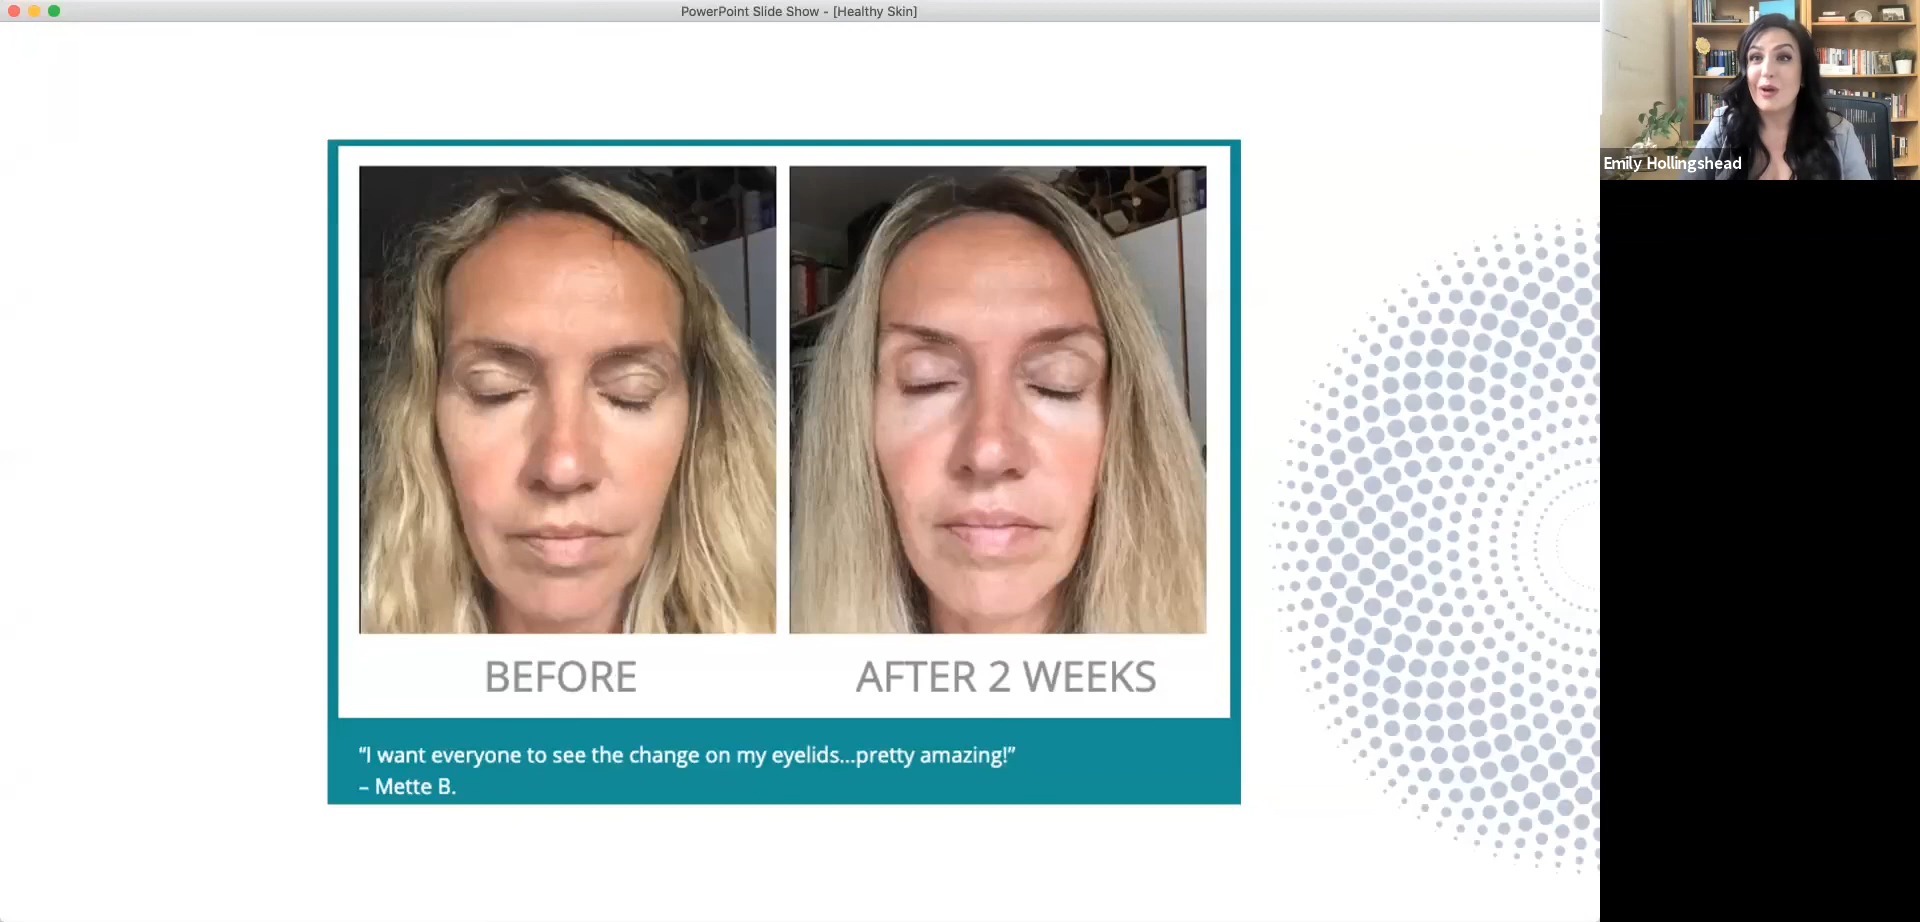 PowerPoint Slide Show - [Healthy Skin]
Emily Hollingshead
BEFORE
AFTER 2 WEEKS
“I want everyone to see the change on my eyelids...pretty amazing!”
– Mette B.